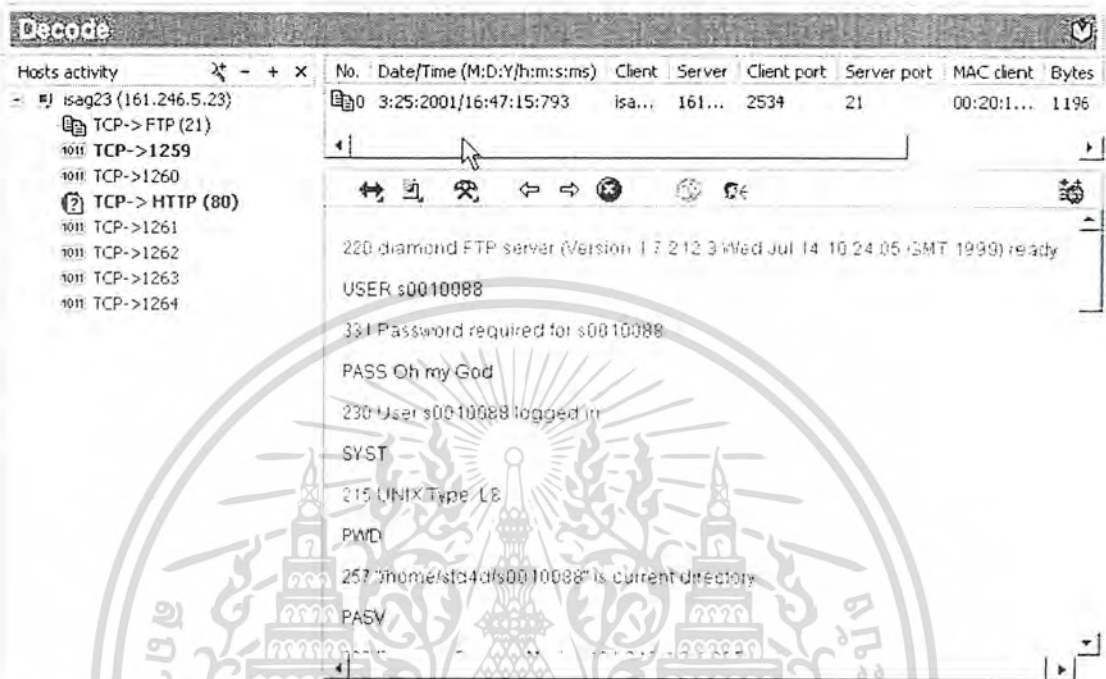 Decode
Hosts activity
No. Date/Time (M:D:Y/h:m:s:ms) Client Server Client port Server port MAC client Bytes
isag23 (161.246.5.23)
0 3:25:2001/16:47:15:793 isa... 161... 2534 21 00:20:1... 1196
TCP-> FTP (21)
TCP->1259
TCP->1260
TCP-> HTTP (80)
TCP->1261
TCP->1262
TCP->1263
TCP->1264
220 diamond FTP server (Version 1.7.212.3 Wed Jul 14 10:24:05 GMT 1999) ready
USER s0010088
331 Password required for s0010088
PASS Oh my God
230 User s0010088 logged in
SYST
215 UNIX Type: L8
PWD
257 "/home/std4d/s0010088" is current directory
PASV